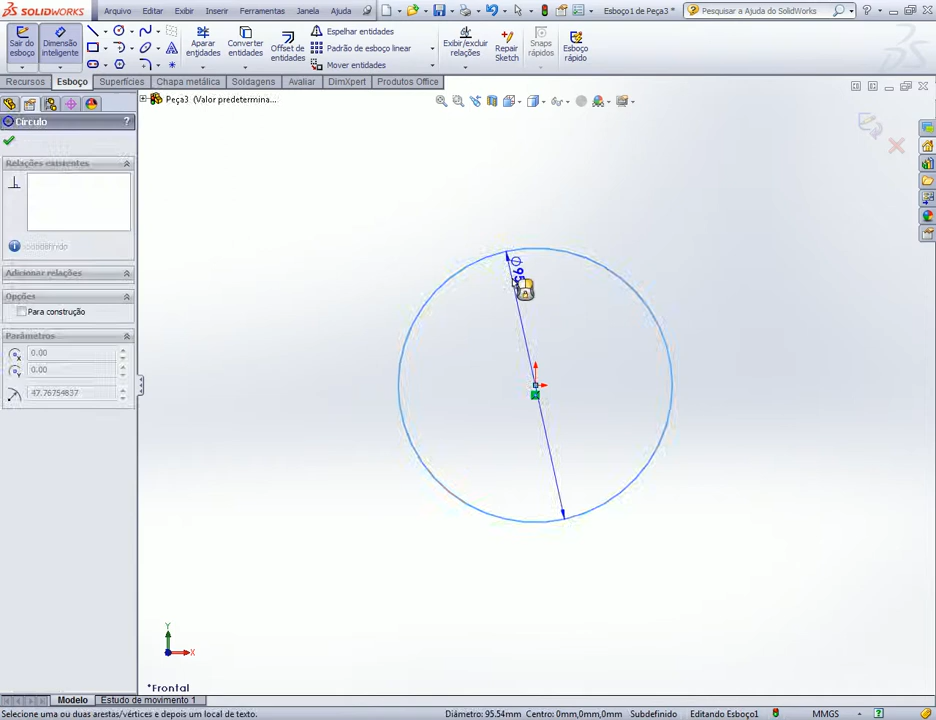 SOLIDWORKS
Arquivo Editar Exibir Inserir Ferramentas Janela Ajuda
Esboço1 de Peça3 *
Pesquisar a Ajuda do SolidWorks
Sair do esboço
Dimensão inteligente
Aparar entidades
Converter entidades
Offset de entidades
Espelhar entidades
Padrão de esboço linear
Mover entidades
Exibir/excluir relações
Reparar Sketch
Snaps rápidos
Esboço rápido
Recursos Esboço Superfícies Chapa metálica Soldagens Avaliar DimXpert Produtos Office
Peça3 (Valor predetermina...
Círculo
?
Relações existentes
Subdefinido
Adicionar relações
Opções
Para construção
Parâmetros
0.00
0.00
47.76754837
Y
X
*Frontal
Modelo Estudo de movimento 1
Selecione uma ou duas arestas/vértices e depois um local de texto.
Diâmetro: 95.54mm Centro: 0mm,0mm,0mm Subdefinido Editando Esboço1 MMGS